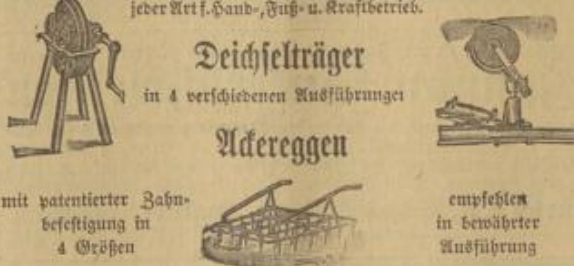 jeder Art f. Hand-, Fuß- u. Kraftbetrieb.
Deichselträger
in 4 verschiedenen Ausführungen
Ackereggen
mit patentierter Zahn-
befestigung in
4 Größen
empfehlen
in bewährter
Ausführung